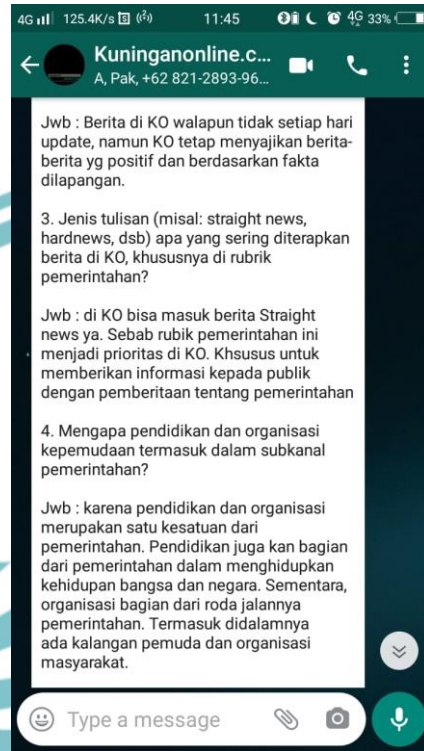 4G 125.4K/s 11:45 4G 33%
Kuninganonline.c...
A, Pak, +62 821-2893-96...
Jwb : Berita di KO walapun tidak setiap hari
update, namun KO tetap menyajikan berita-
berita yg positif dan berdasarkan fakta
dilapangan.
3. Jenis tulisan (misal: straight news,
hardnews, dsb) apa yang sering diterapkan
berita di KO, khususnya di rubrik
pemerintahan?
Jwb : di KO bisa masuk berita Straight
news ya. Sebab rubik pemerintahan ini
menjadi prioritas di KO. Khsusus untuk
memberikan informasi kepada publik
dengan pemberitaan tentang pemerintahan
4. Mengapa pendidikan dan organisasi
kepemudaan termasuk dalam subkanal
pemerintahan?
Jwb : karena pendidikan dan organisasi
merupakan satu kesatuan dari
pemerintahan. Pendidikan juga kan bagian
dari pemerintahan dalam menghidupkan
kehidupan bangsa dan negara. Sementara,
organisasi bagian dari roda jalannya
pemerintahan. Termasuk didalamnya
ada kalangan pemuda dan organisasi
masyarakat.
Type a message